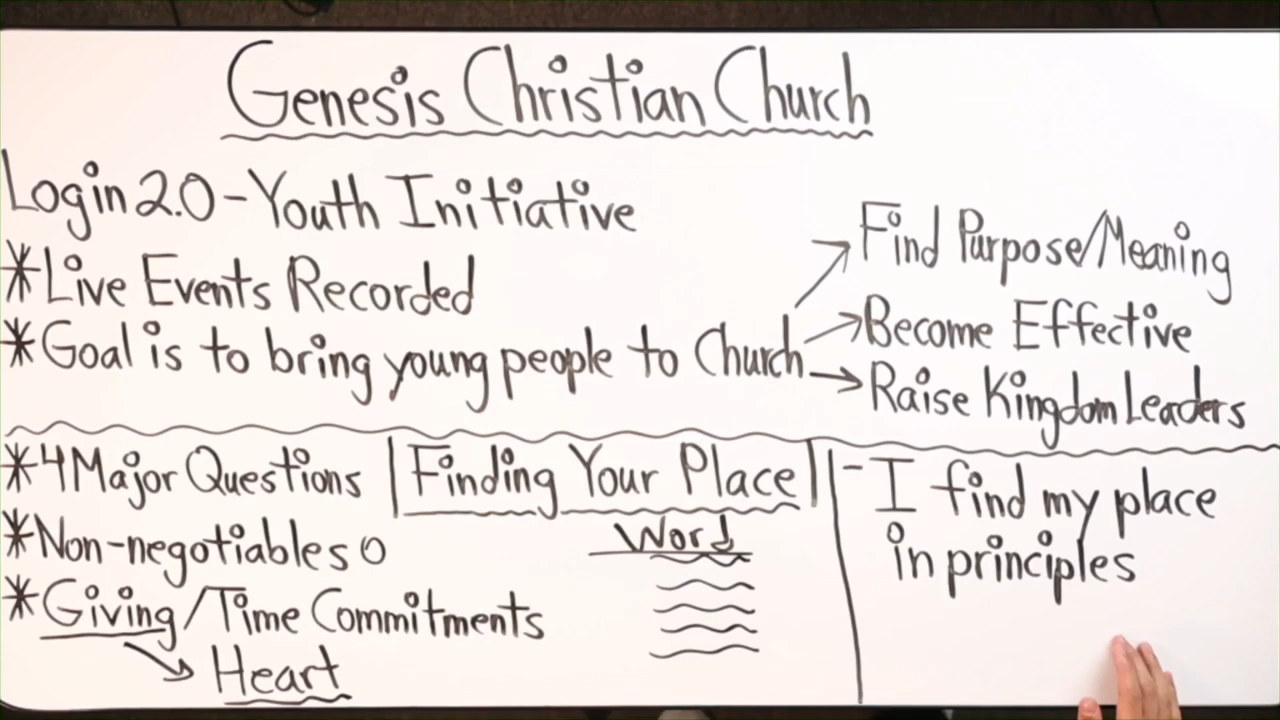 Genesis Christian Church
Login 2.0 - Youth Initiative
*Live Events Recorded
*Goal is to bring young people to Church
→ Find Purpose/Meaning
→ Become Effective
→ Raise Kingdom Leaders
*4 Major Questions
*Non-negotiables o
*Giving/Time Commitments
→ Heart
|Finding Your Place|
Word
- I find my place
in principles